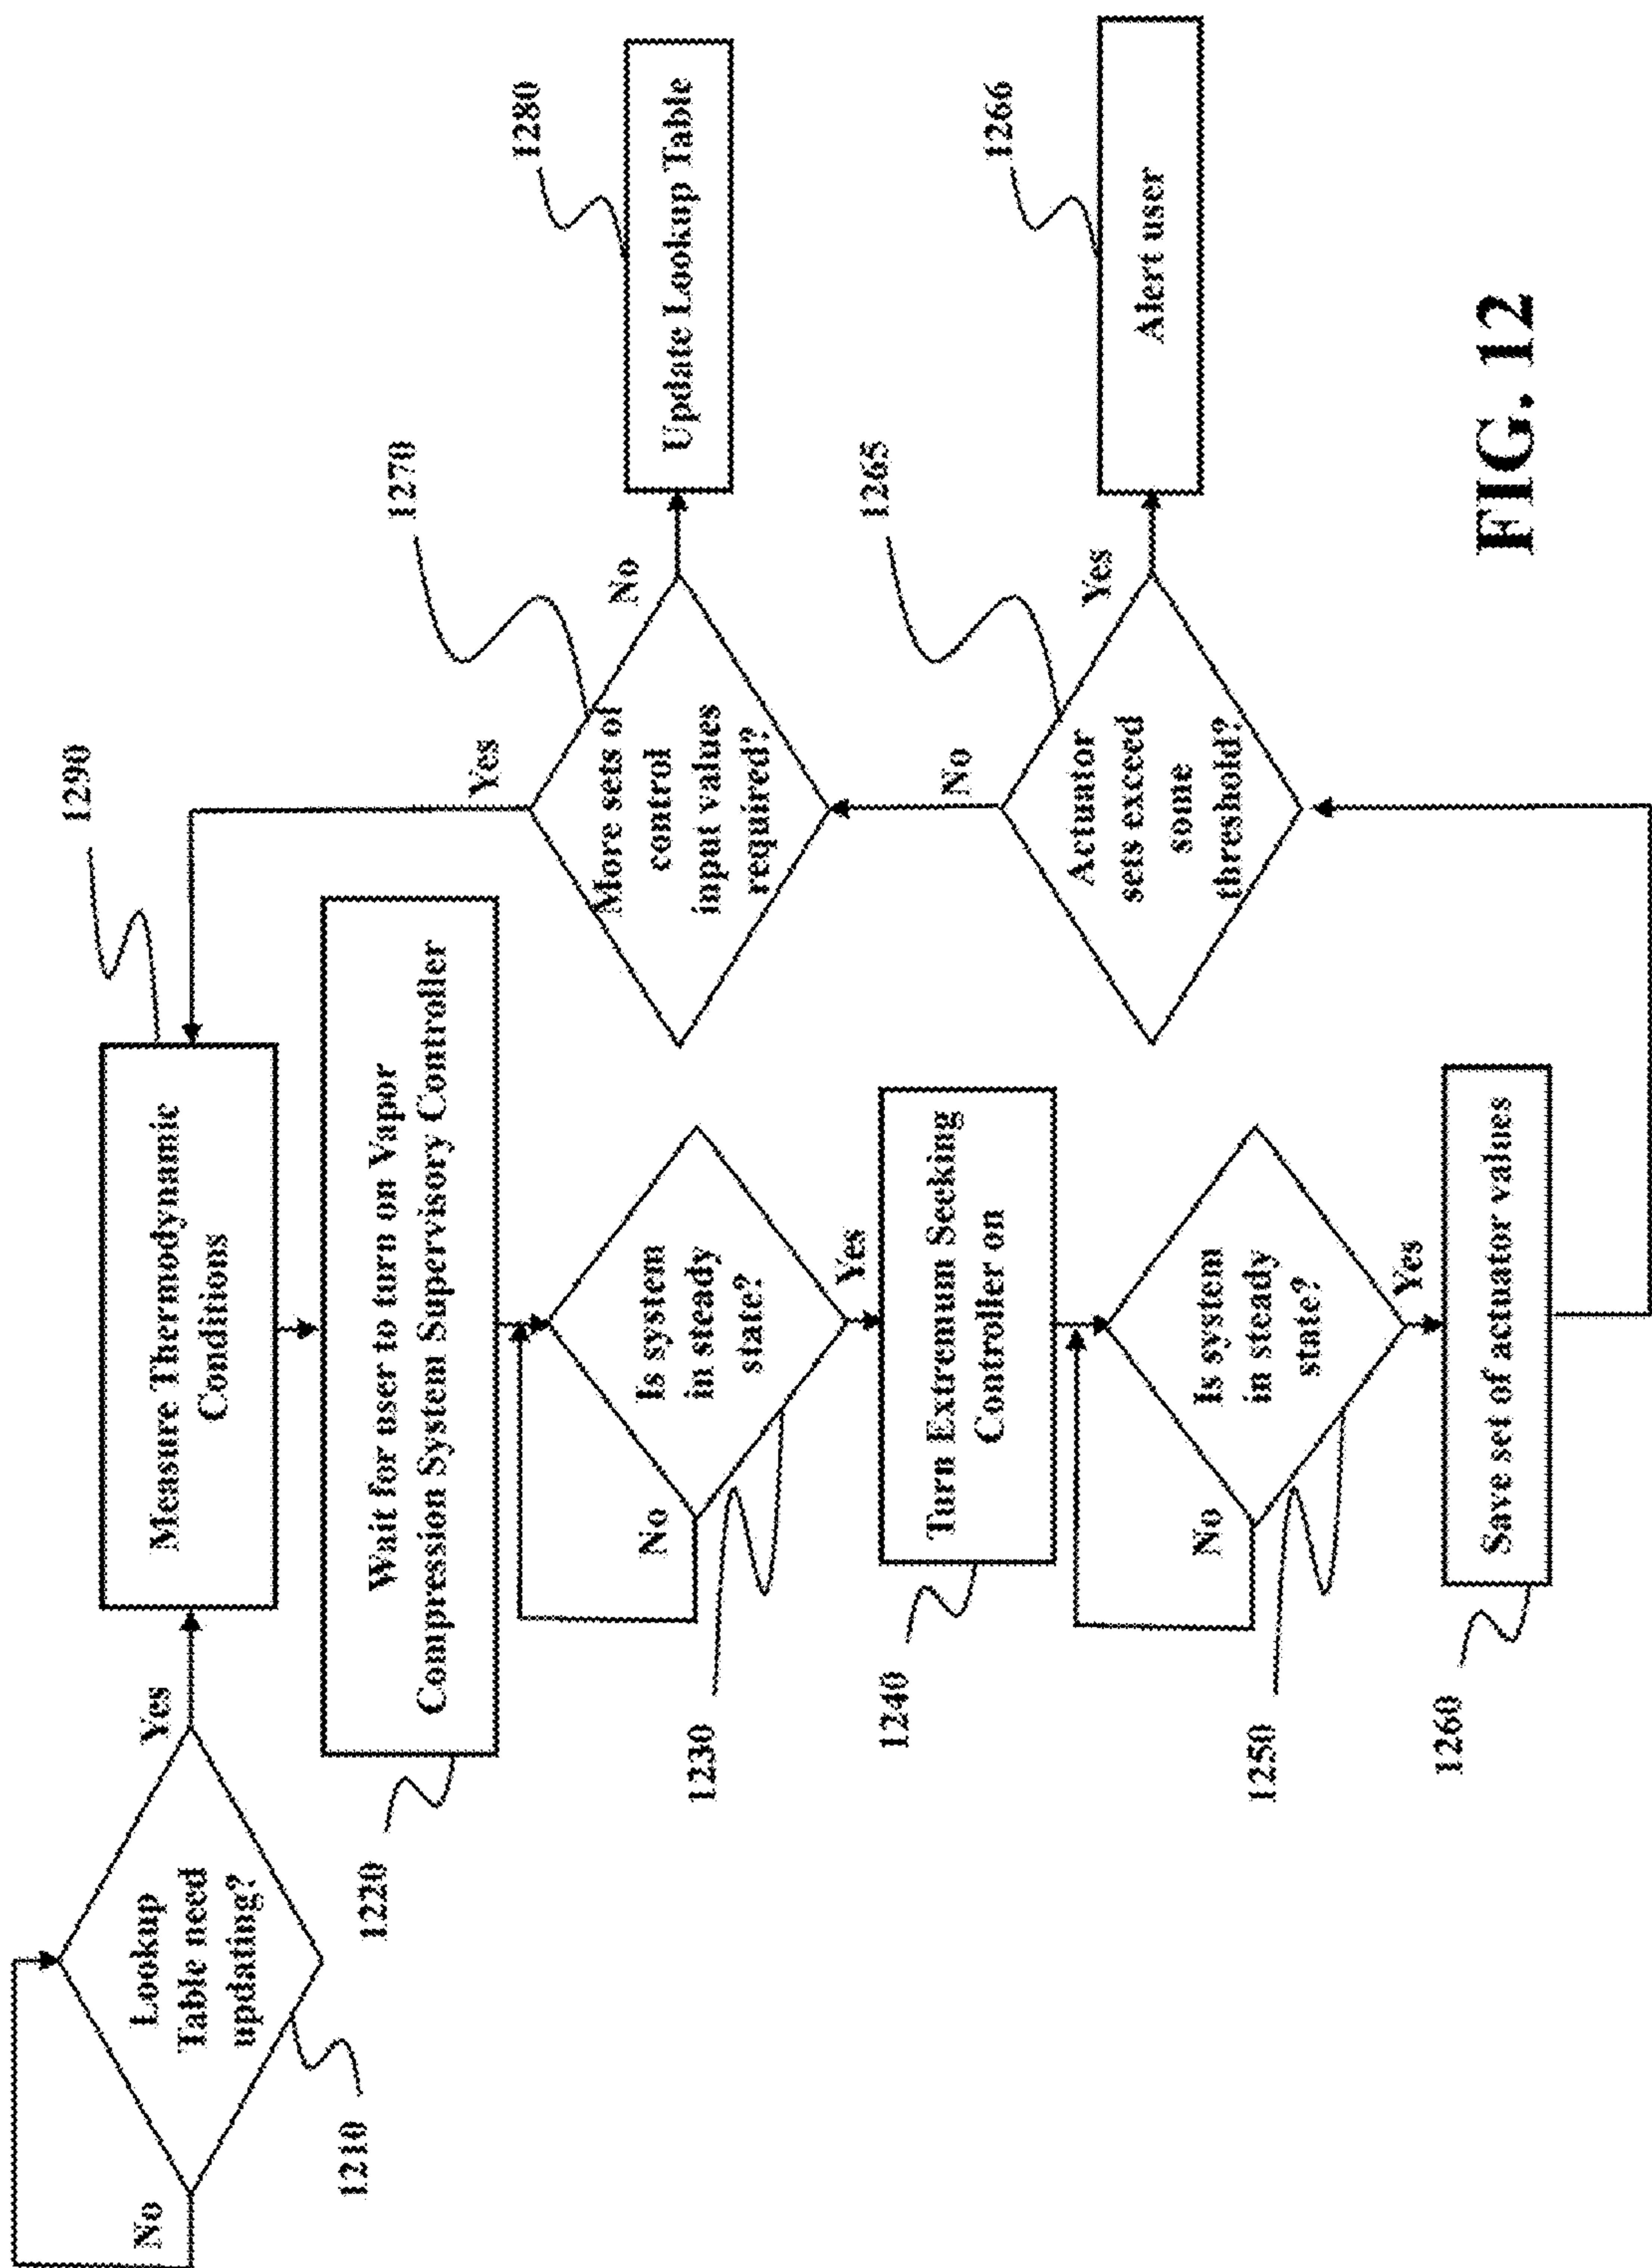 No
Lookup
Table need
updating?
Yes
1210
Measure Thermodynamic
Conditions
1290
Wait for user to turn on Vapor
Compression System Supervisory Controller
1220
Is system
in steady
state?
No
Yes
1230
Turn Extremum Seeking
Controller on
1240
Is system
in steady
state?
No
Yes
1250
Save set of actuator values
1260
Actuator
sets exceed
some
threshold?
No
Yes
1265
Alert user
1266
More sets of
control
input values
required?
Yes
No
1270
Update Lookup Table
1280
FIG. 12